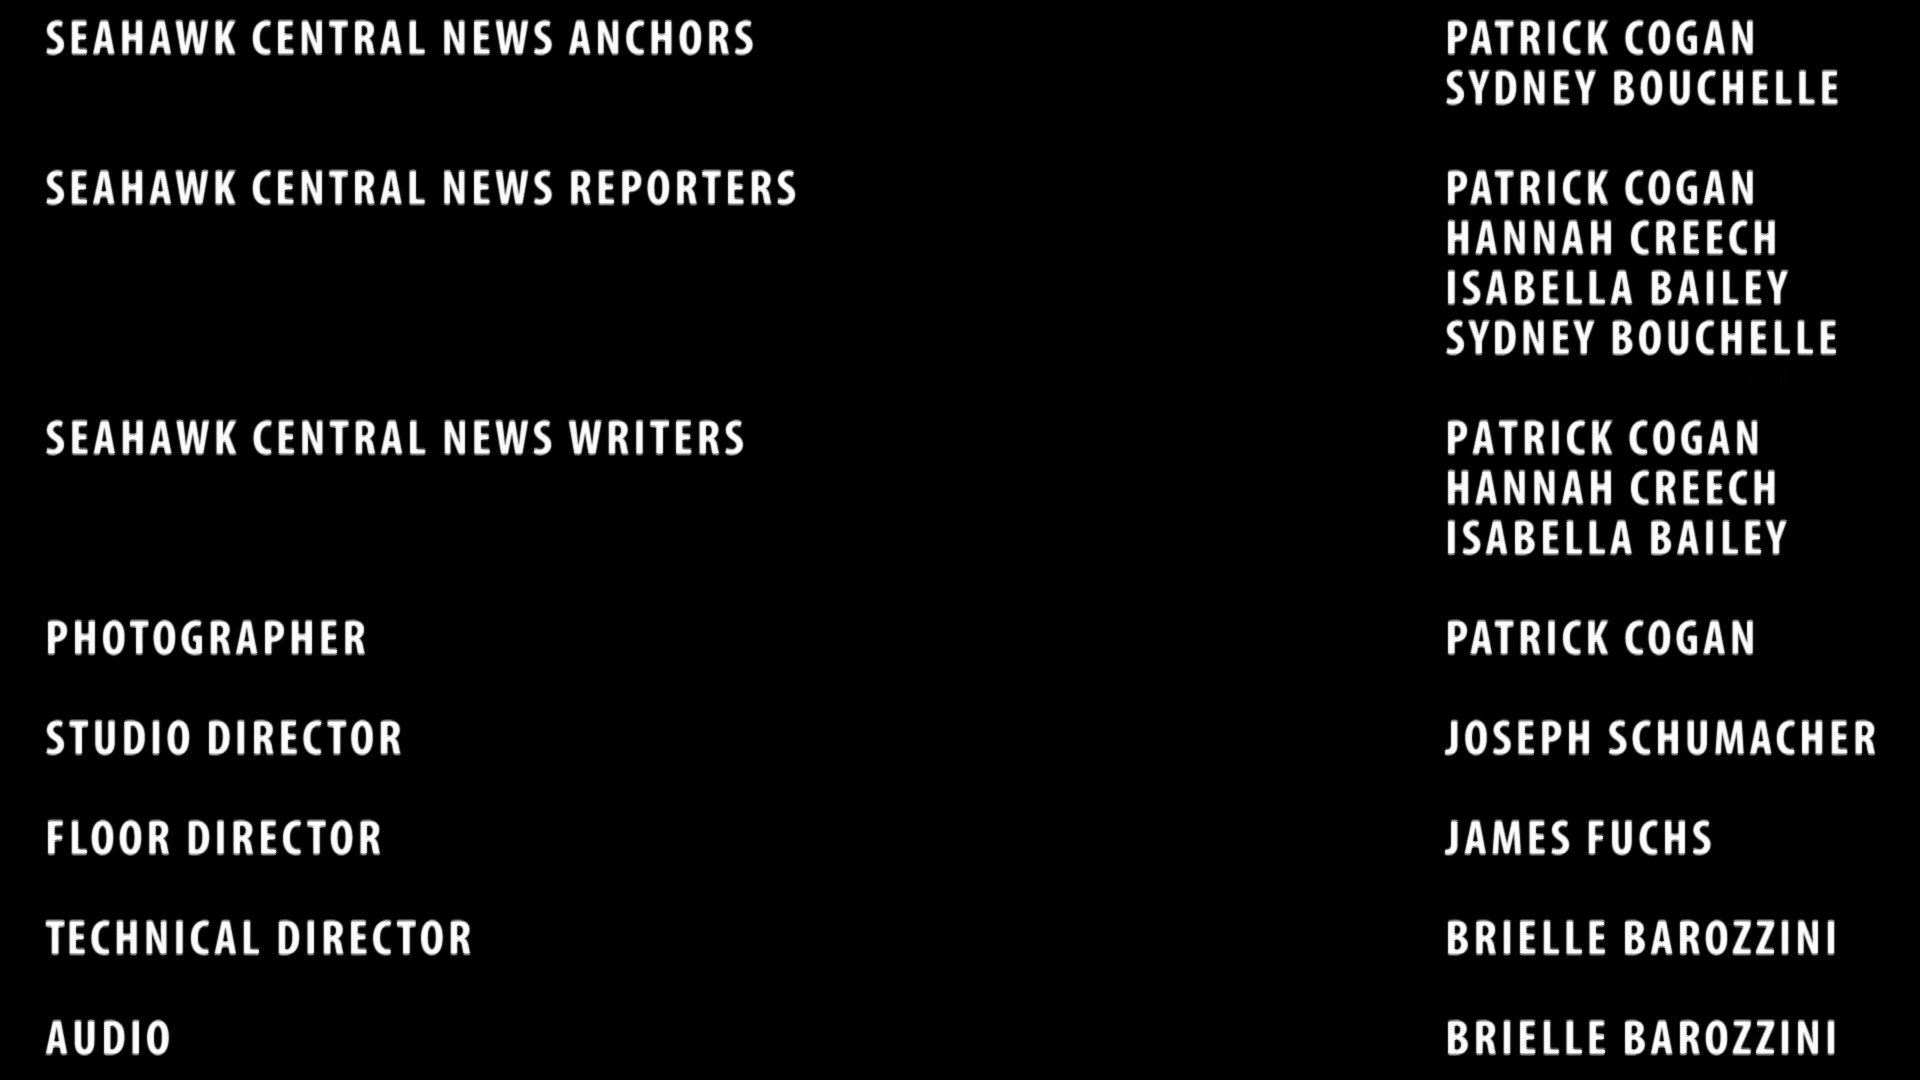 SEAHAWK CENTRAL NEWS ANCHORS PATRICK COGAN
SYDNEY BOUCHELLE
SEAHAWK CENTRAL NEWS REPORTERS PATRICK COGAN
HANNAH CREECH
ISABELLA BAILEY
SYDNEY BOUCHELLE
SEAHAWK CENTRAL NEWS WRITERS PATRICK COGAN
HANNAH CREECH
ISABELLA BAILEY
PHOTOGRAPHER PATRICK COGAN
STUDIO DIRECTOR JOSEPH SCHUMACHER
FLOOR DIRECTOR JAMES FUCHS
TECHNICAL DIRECTOR BRIELLE BAROZZINI
AUDIO BRIELLE BAROZZINI